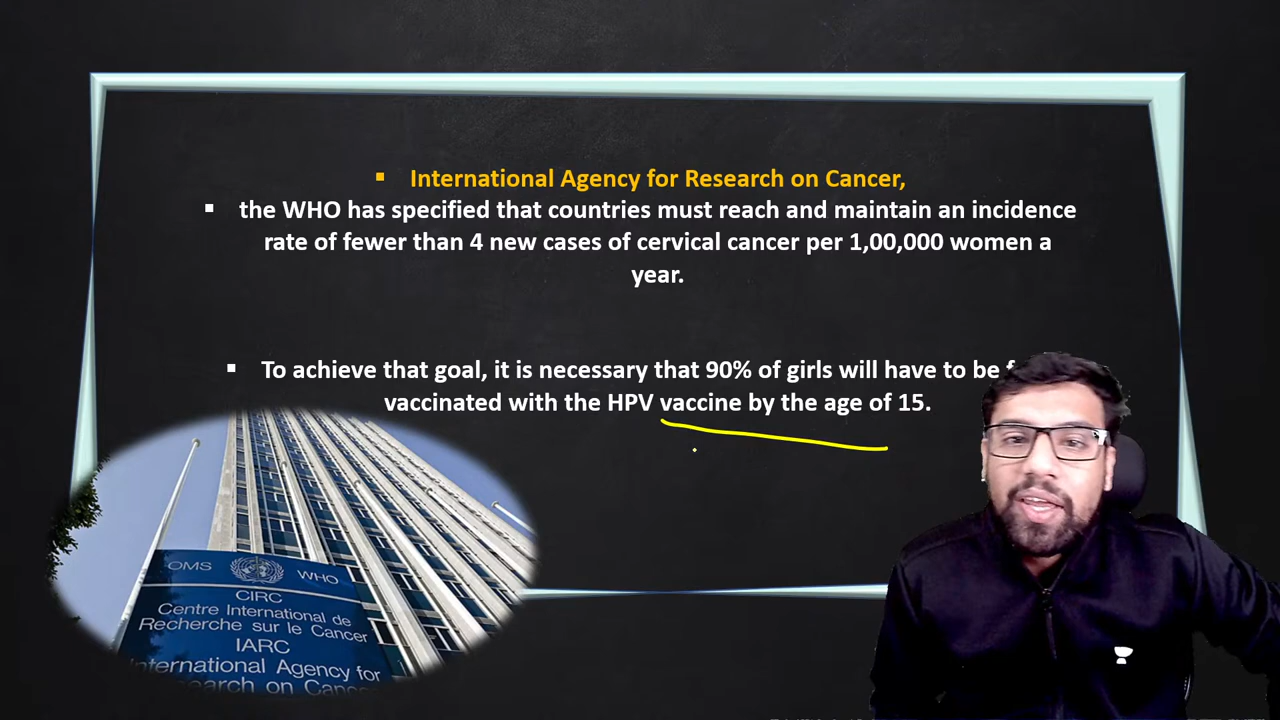 ▪ International Agency for Research on Cancer,
▪ the WHO has specified that countries must reach and maintain an incidence
rate of fewer than 4 new cases of cervical cancer per 1,00,000 women a
year.
▪ To achieve that goal, it is necessary that 90% of girls will have to be
vaccinated with the HPV vaccine by the age of 15.
OMS WHO
CIRC
Centre International de
Recherche sur le Cancer
IARC
International Agency for